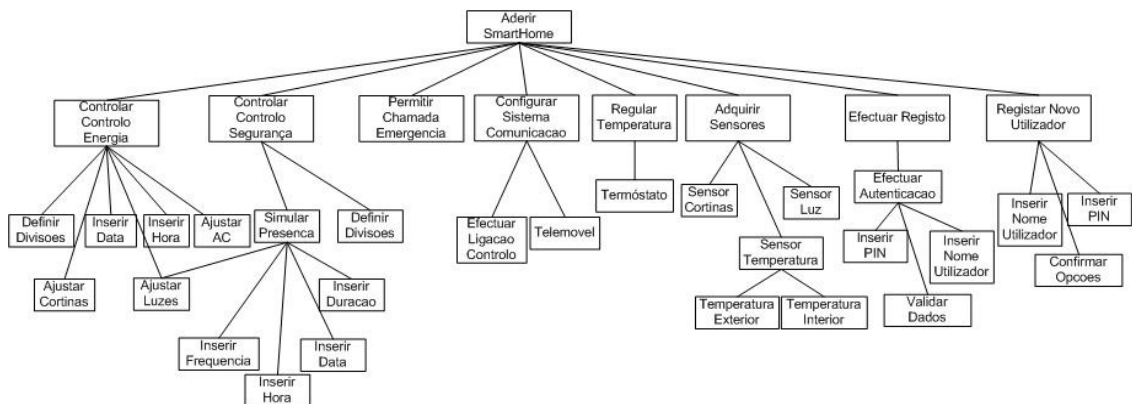 Aderir
SmartHome
Controlar
Controlo
Energia
Controlar
Controlo
Segurança
Permitir
Chamada
Emergencia
Configurar
Sistema
Comunicacao
Regular
Temperatura
Adquirir
Sensores
Efectuar Registo
Registar Novo
Utilizador
Definir
Divisoes
Inserir
Data
Inserir
Hora
Ajustar
AC
Simular
Presenca
Definir
Divisoes
Efectuar
Ligacao
Controlo
Telemovel
Termóstato
Sensor
Cortinas
Sensor
Luz
Efectuar
Autenticacao
Inserir
Nome
Utilizador
Inserir
PIN
Ajustar
Cortinas
Ajustar
Luzes
Inserir
Duracao
Sensor
Temperatura
Inserir
PIN
Inserir
Nome
Utilizador
Confirmar
Opcoes
Temperatura
Exterior
Temperatura
Interior
Validar
Dados
Inserir
Frequência
Inserir
Hora
Inserir
Data